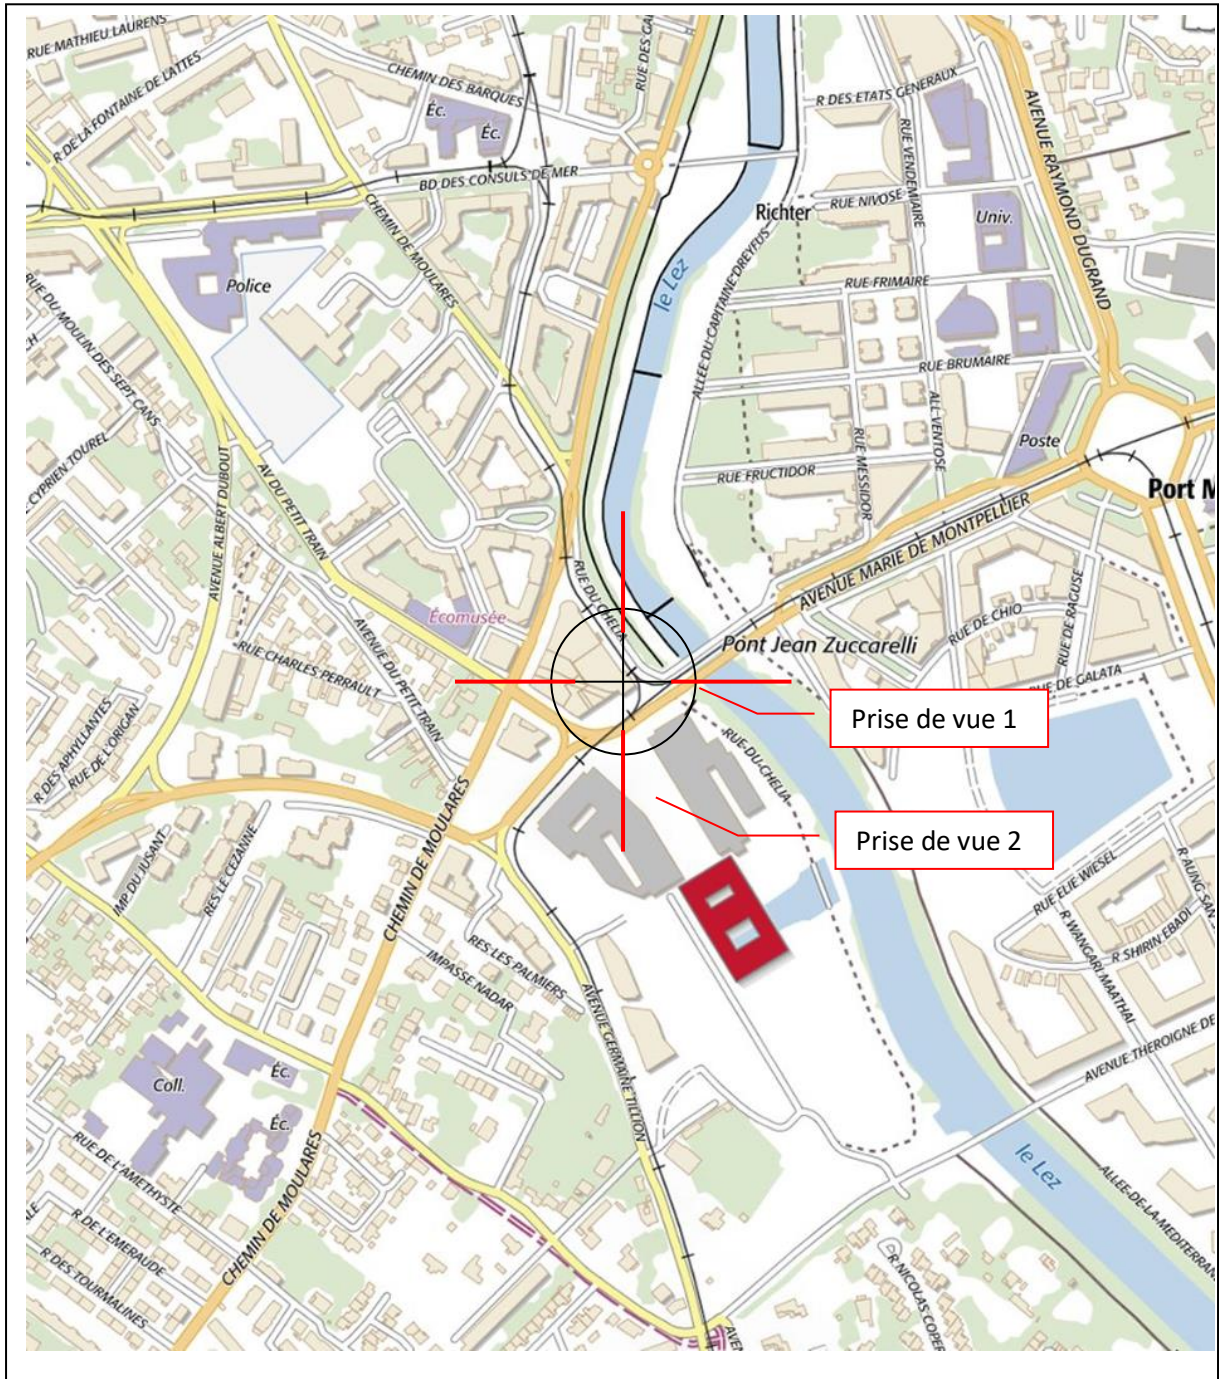 RUE MATHIEU LAURENS
R DE LA FONTAINE DE LATTES
CHEMIN DES BARQUES
Éc.
Éc.
RUE DES GA
R DES ETATS GENERAUX
RUE VENDEMIAIRE
AVENUE RAYMOND DUGRAND
BD DES CONSULS DE MER
CHEMIN DE MOULARES
Richter
RUE NIVOSE
Univ.
Police
le Lez
ALLEE DU CAPITAINE DREYFUS
RUE FRIMAIRE
RUE DU MOULIN DES SEPT CANS
CH
RUE BRUMAIRE
ALL VENTOSE
Poste
CYPRIEN TOUREL
AVENUE ALBERT DUBOUT
AV DU PETIT TRAIN
RUE FRUCTIDOR
RUE MESSIDOR
Port M
AVENUE MARIE DE MONTPELLIER
RUE DU CHELIA
Écomusée
RUE DE CHIO
RUE DE RAGUSE
Pont Jean Zuccarelli
RUE CHARLES PERRAULT
AVENUE DU PETIT TRAIN
RUE DE GALATA
Prise de vue 1
R DES APHYLLANTES
RUE DE L'ORIGAN
RUE DU CHELIA
Prise de vue 2
IMP DU JUSANT
RES LE CEZANNE
CHEMIN DE MOULARES
RUE ELIE WIESEL
R AUNG SAN
R SHIRIN EBADI
R WANGARI MAATHAI
RES LES PALMIERS
IMPASSE NADAR
AVENUE GERMAINE TILLION
AVENUE THEROIGNE DE
Coll.
Éc.
Éc.
RUE DE L'AMETHYSTE
R DE L'EMERAUDE
R DES TOURMALINES
ALE
CHEMIN DE MOULARES
le Lez
ALLEE DE LA MEDITERRAN
R NICOLAS COPER
AVEN